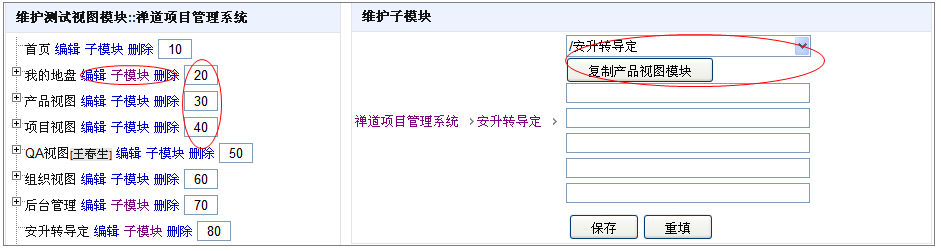 维护测试视图模块::禅道项目管理系统
首页 编辑 子模块 删除 10
我的地盘 编辑 子模块 删除 20
产品视图 编辑 子模块 删除 30
项目视图 编辑 子模块 删除 40
QA视图[王春生] 编辑 子模块 删除 50
组织视图 编辑 子模块 删除 60
后台管理 编辑 子模块 删除 70
安升转导定 编辑 子模块 删除 80
维护子模块
/安升转导定
复制产品视图模块
禅道项目管理系统 > 安升转导定 >
保存 重填